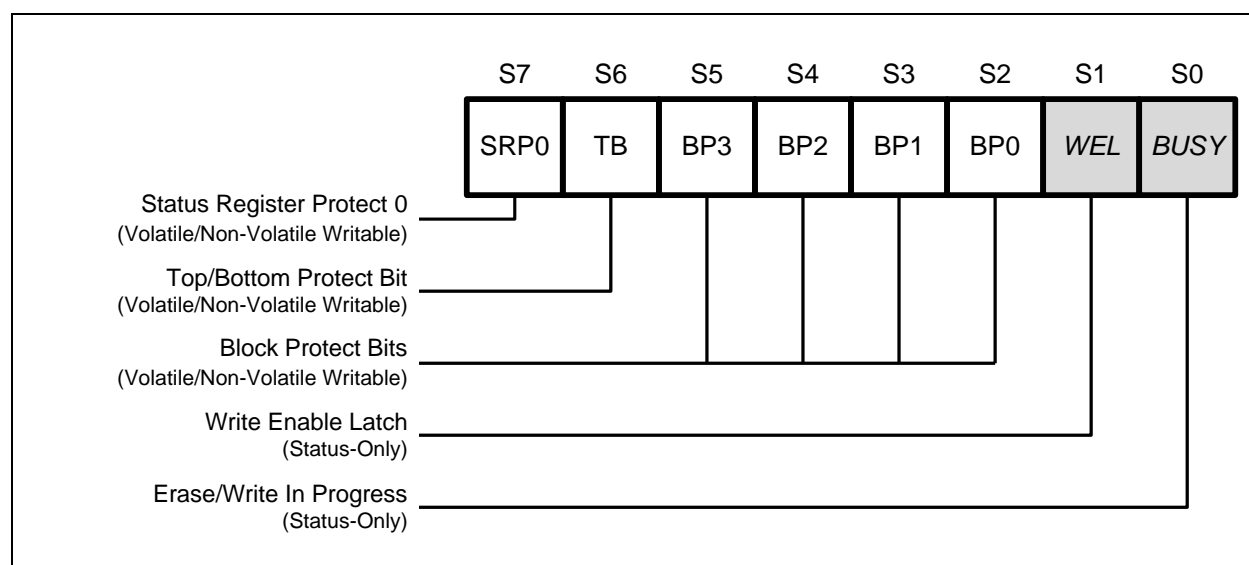 S7 S6 S5 S4 S3 S2 S1 S0
SRP0 TB BP3 BP2 BP1 BP0 WEL BUSY
Status Register Protect 0
(Volatile/Non-Volatile Writable)
Top/Bottom Protect Bit
(Volatile/Non-Volatile Writable)
Block Protect Bits
(Volatile/Non-Volatile Writable)
Write Enable Latch
(Status-Only)
Erase/Write In Progress
(Status-Only)